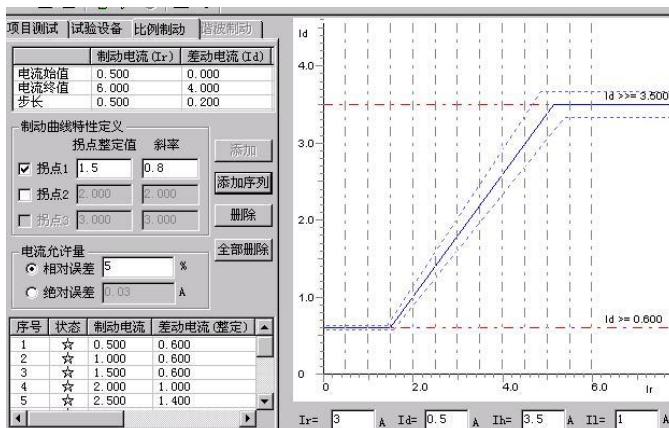 项目测试 试验设备 比例制动 谐波制动
制动电流(Ir) 差动电流(Id)
电流始值 0.500 0.000
电流终值 6.000 4.000
步长 0.500 0.200
制动曲线特性定义
拐点整定值 斜率
拐点1 1.5 0.8
拐点2 2.000 2.000
拐点3 3.000 3.000
添加
添加序列
删除
全部删除
电流允许量
相对误差 5 %
绝对误差 0.03 A
序号 状态 制动电流 差动电流(整定)
1 ☆ 0.500 0.600
2 ☆ 1.000 0.600
3 ☆ 1.500 0.600
4 ☆ 2.000 1.000
5 ☆ 2.500 1.400
Id
4.0
Id >>= 3.500
3.0
2.0
1.0
Id >= 0.600
0
0 2.0 4.0 6.0 Ir
Ir= 3 A Id= 0.5 A Ih= 3.5 A Il= 1 A